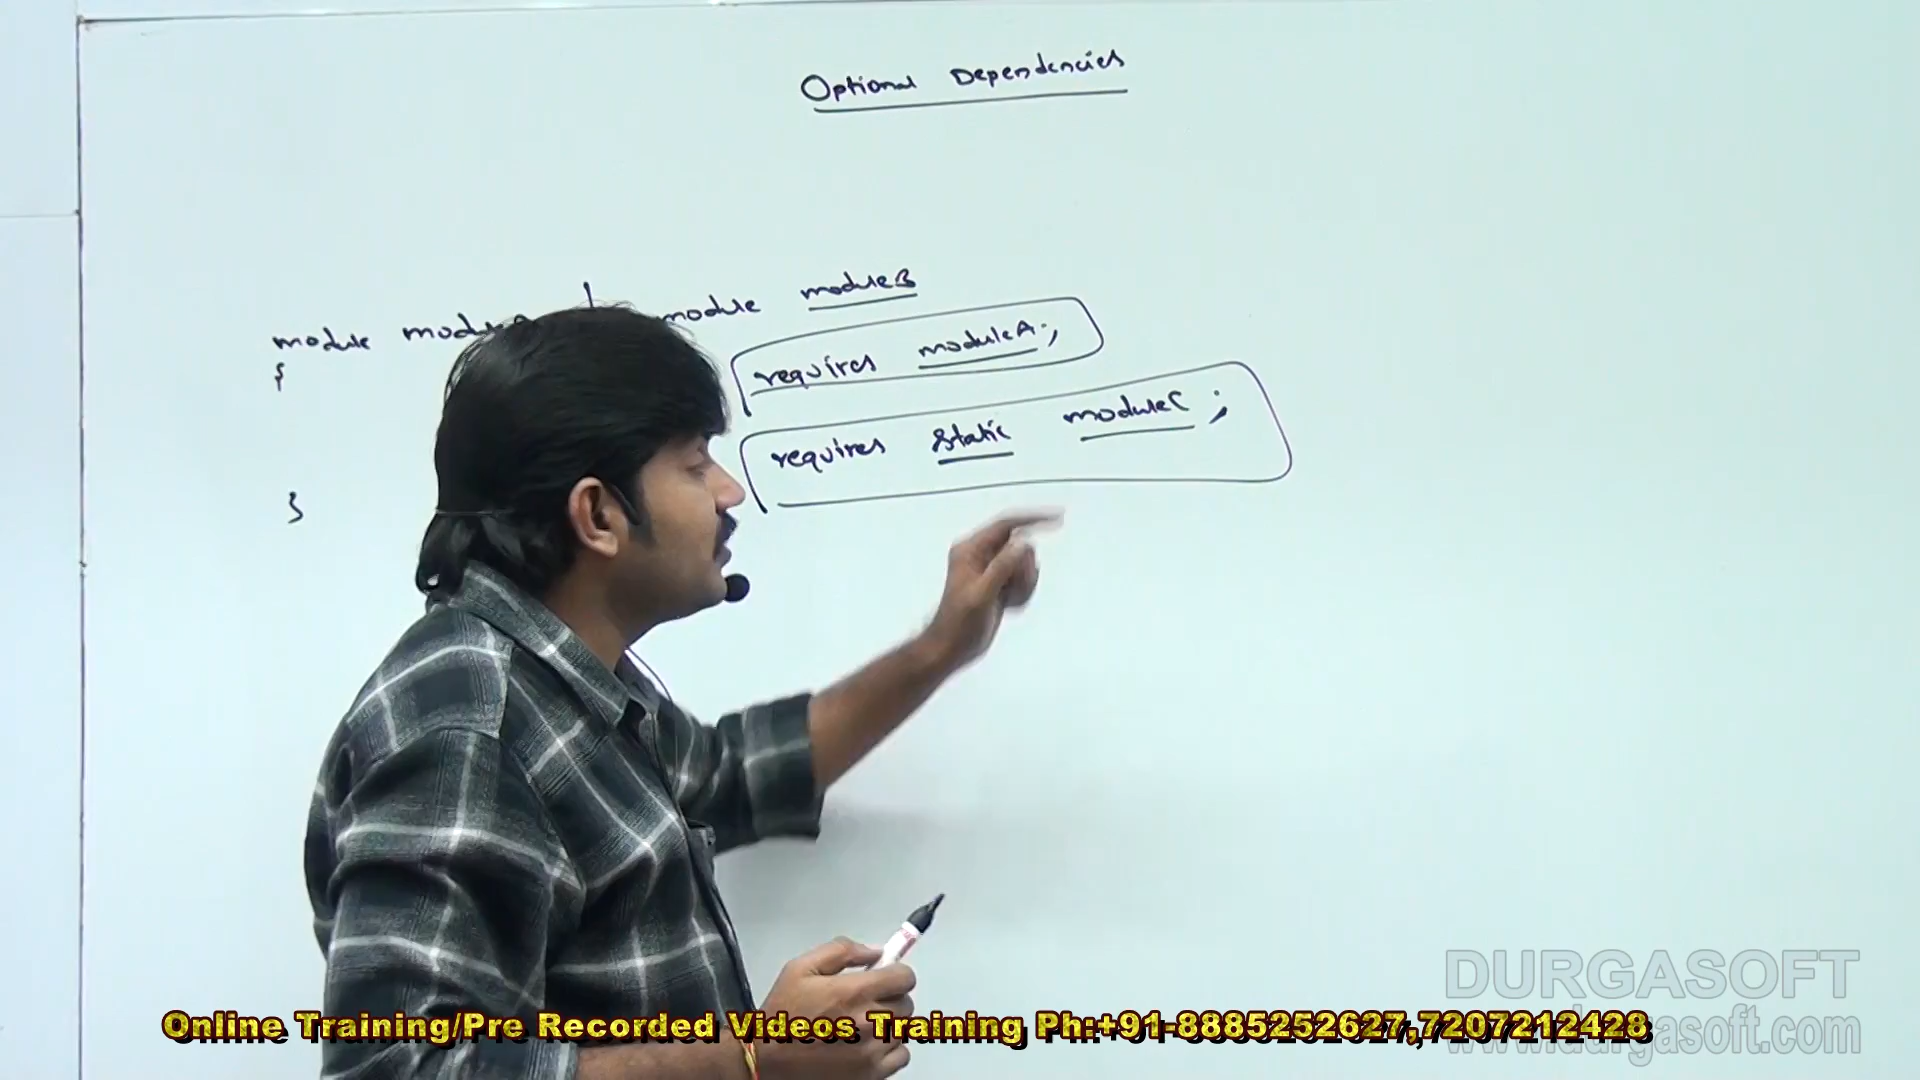 Optional Dependencies
module moduleA
module moduleB
{
requires moduleA;
requires static moduleC;
}
DURGASOFT
www.durgasoft.com
Online Training/Pre Recorded Videos Training Ph:+91-8885252627,7207212428